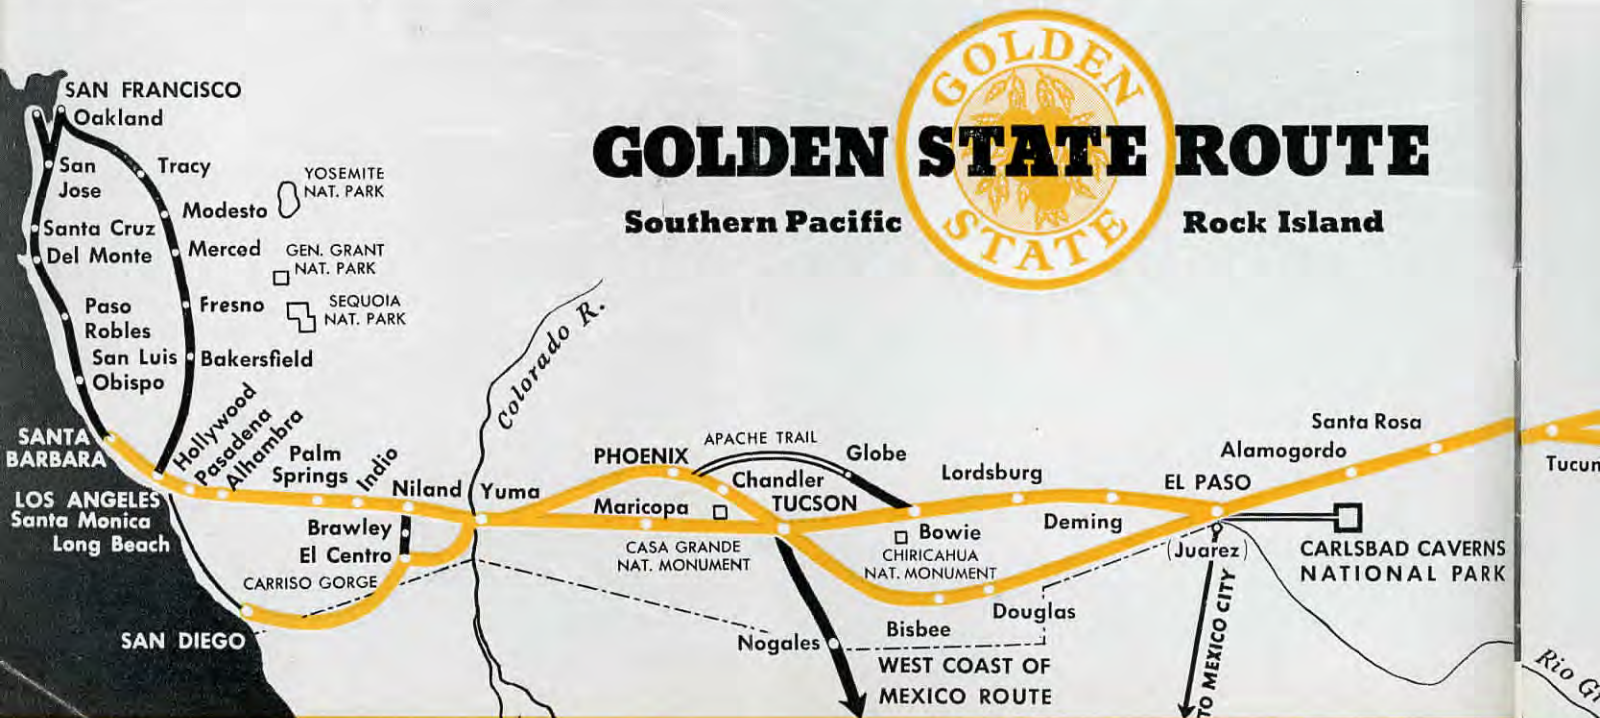 GOLDEN
STATE
GOLDEN STATE ROUTE
Southern Pacific
Rock Island
SAN FRANCISCO
Oakland
San
Jose
Tracy
YOSEMITE
NAT. PARK
Modesto
Santa Cruz
Del Monte
Merced
GEN. GRANT
NAT. PARK
Paso
Robles
Fresno
SEQUOIA
NAT. PARK
San Luis
Obispo
Bakersfield
Colorado R.
SANTA
BARBARA
Hollywood
Pasadena
Alhambra
Palm
Springs
Indio
Niland
Yuma
LOS ANGELES
Santa Monica
Long Beach
Brawley
El Centro
CARRISO GORGE
SAN DIEGO
PHOENIX
APACHE TRAIL
Globe
Chandler
Maricopa
TUCSON
CASA GRANDE
NAT. MONUMENT
Lordsburg
Bowie
CHIRICAHUA
NAT. MONUMENT
Deming
EL PASO
Alamogordo
Santa Rosa
Tucun
(Juarez)
CARLSBAD CAVERNS
NATIONAL PARK
Douglas
Bisbee
Nogales
WEST COAST OF
MEXICO ROUTE
TO MEXICO CITY
Rio Gr